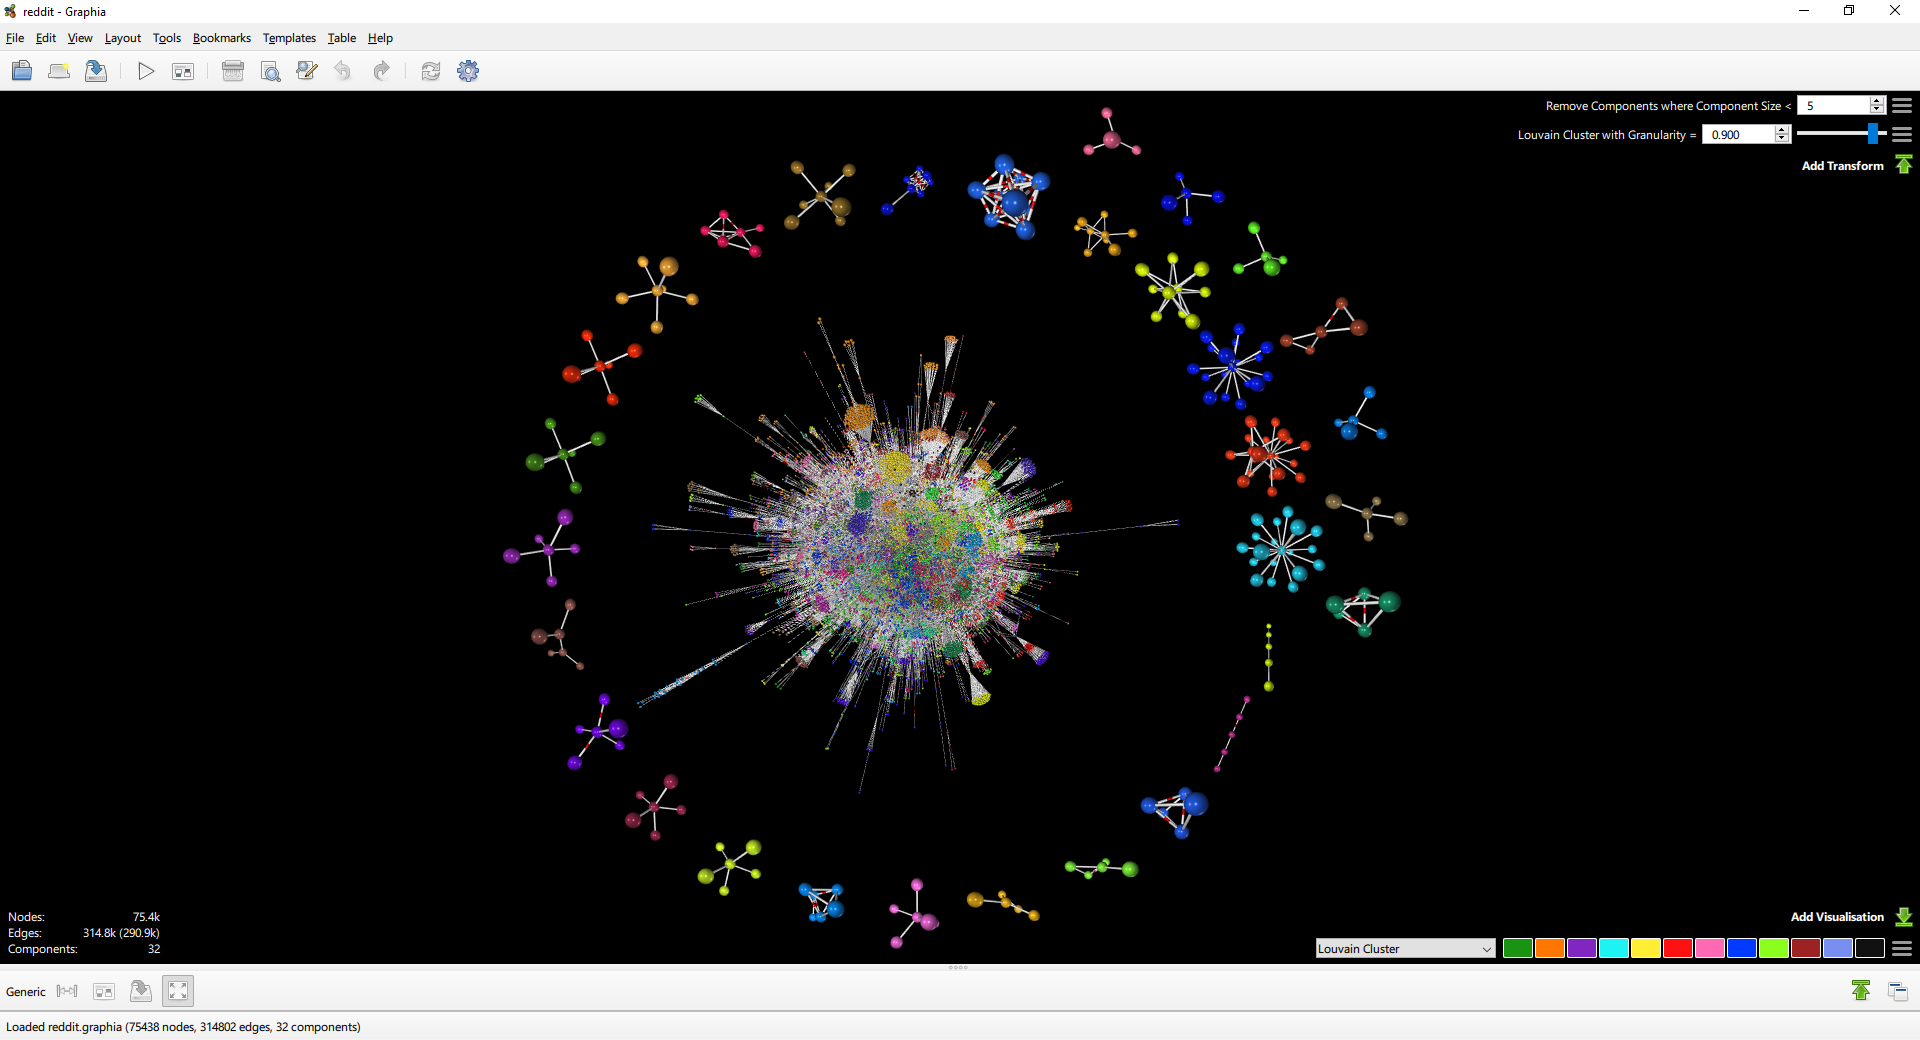 reddit - Graphia
File Edit View Layout Tools Bookmarks Templates Table Help
Remove Components where Component Size < 5
Louvain Cluster with Granularity = 0.900
Add Transform
Nodes: 75.4k
Edges: 314.8k (290.9k)
Components: 32
Add Visualisation
Louvain Cluster
Generic
Loaded reddit.graphia (75438 nodes, 314802 edges, 32 components)